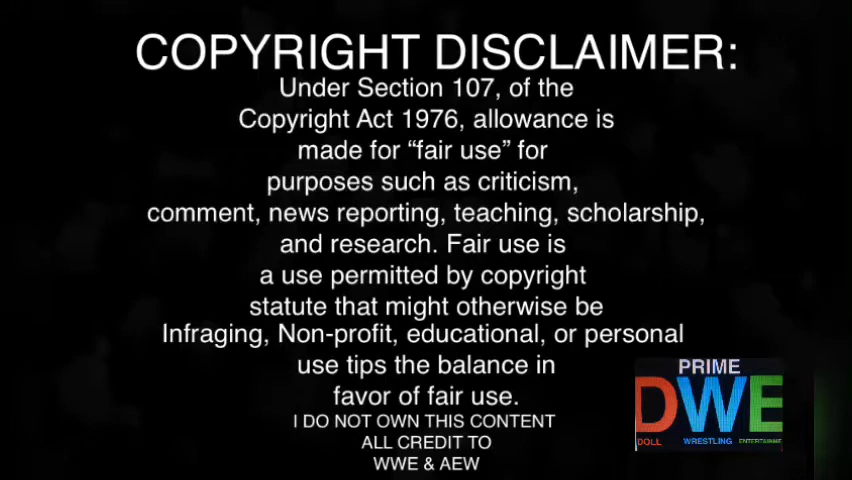 COPYRIGHT DISCLAIMER:
Under Section 107, of the
Copyright Act 1976, allowance is
made for “fair use” for
purposes such as criticism,
comment, news reporting, teaching, scholarship,
and research. Fair use is
a use permitted by copyright
statute that might otherwise be
Infraging, Non-profit, educational, or personal
use tips the balance in
favor of fair use.
I DO NOT OWN THIS CONTENT
ALL CREDIT TO
WWE & AEW
PRIME
DWE
DOLL WRESTLING